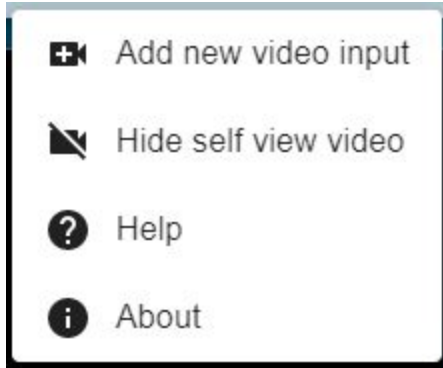 Add new video input
Hide self view video
Help
About